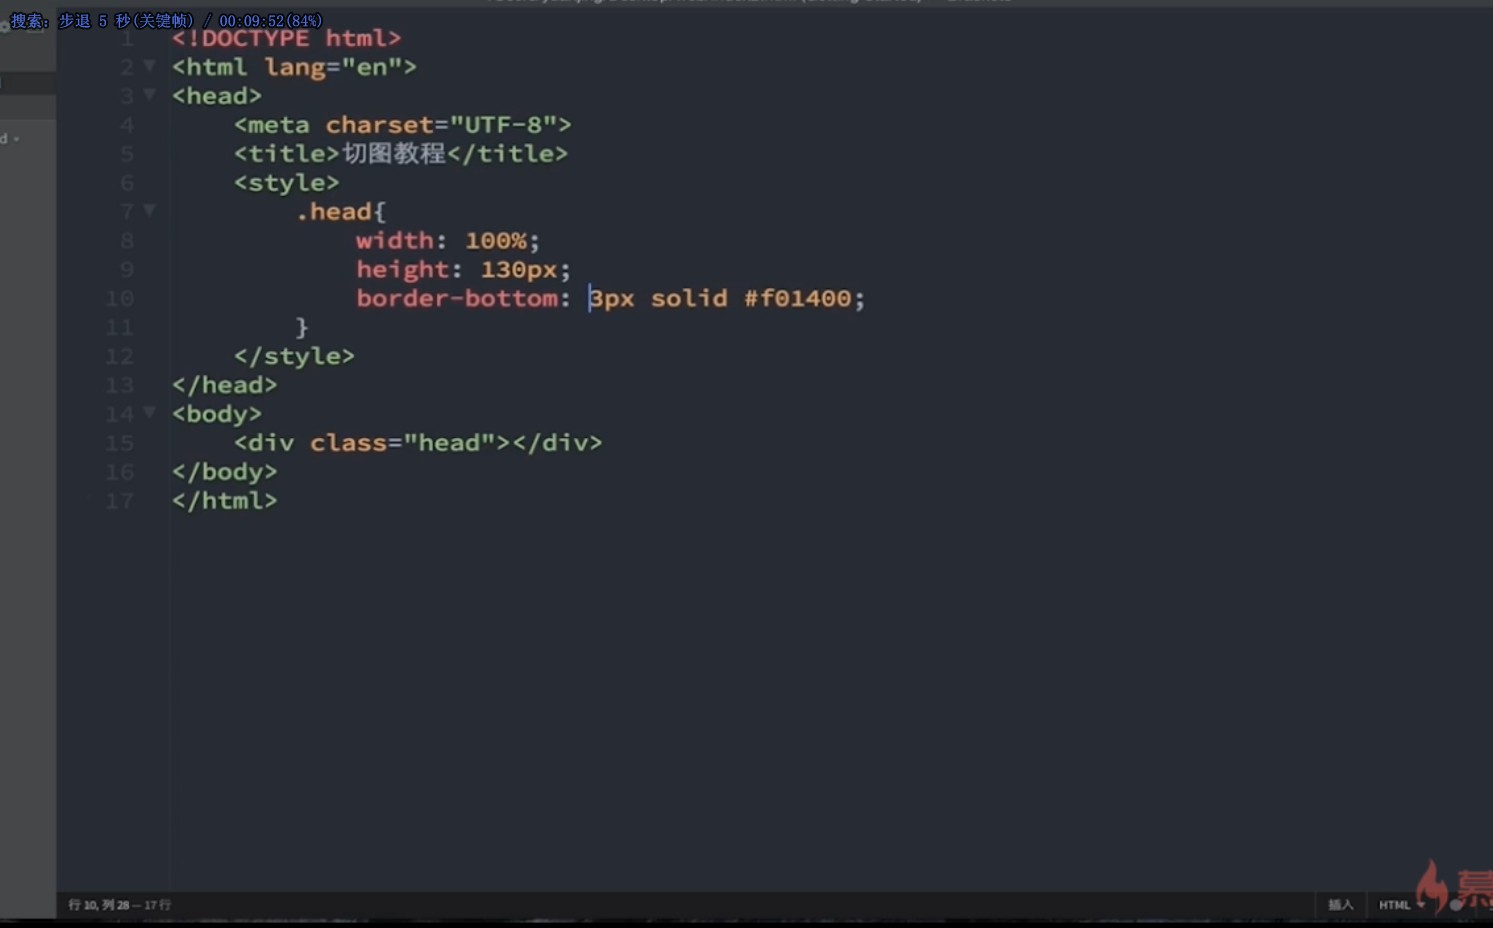 搜索: 步退 5 秒(关键帧) / 00:09:52(84%)
1 <!DOCTYPE html>
2 <html lang="en">
3 <head>
4 <meta charset="UTF-8">
5 <title>切图教程</title>
6 <style>
7 .head{
8 width: 100%;
9 height: 130px;
10 border-bottom: 3px solid #f01400;
11 }
12 </style>
13 </head>
14 <body>
15 <div class="head"></div>
16 </body>
17 </html>
行 10, 列 28 — 17 行
插入 HTML
慕